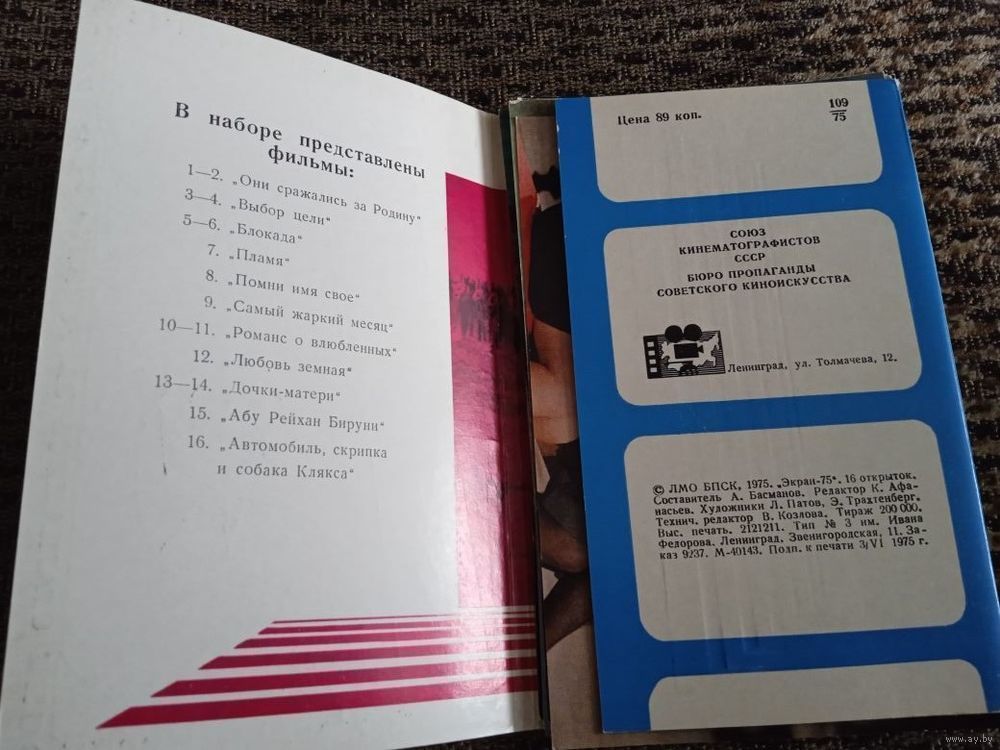 В наборе представлены
фильмы:
1—2. „Они сражались за Родину“
3—4. „Выбор цели“
5—6. „Блокада“
7. „Пламя“
8. „Помни имя свое“
9. „Самый жаркий месяц“
10—11. „Романс о влюбленных“
12. „Любовь земная“
13—14. „Дочки-матери“
15. „Абу Рейхан Бируни“
16. „Автомобиль, скрипка
и собака Клякса“
Цена 89 коп.
109
75
СОЮЗ
КИНЕМАТОГРАФИСТОВ
СССР
БЮРО ПРОПАГАНДЫ
СОВЕТСКОГО КИНОИСКУССТВА
Ленинград, ул. Толмачева, 12.
© ЛМО БПСК, 1975. „Экран-75“. 16 открыток.
Составитель А. Басманов. Редактор К. Афа-
насьев. Художники Л. Патов, Э. Трахтенберг.
Технич. редактор В. Козлова. Тираж 200 000.
Выс. печать. 2121211. Тип № 3 им. Ивана
Федорова. Ленинград. Звенигородская, 11. За-
каз 9237. М-40143. Подп. к печати 3/VI 1975 г.
www.ay.by